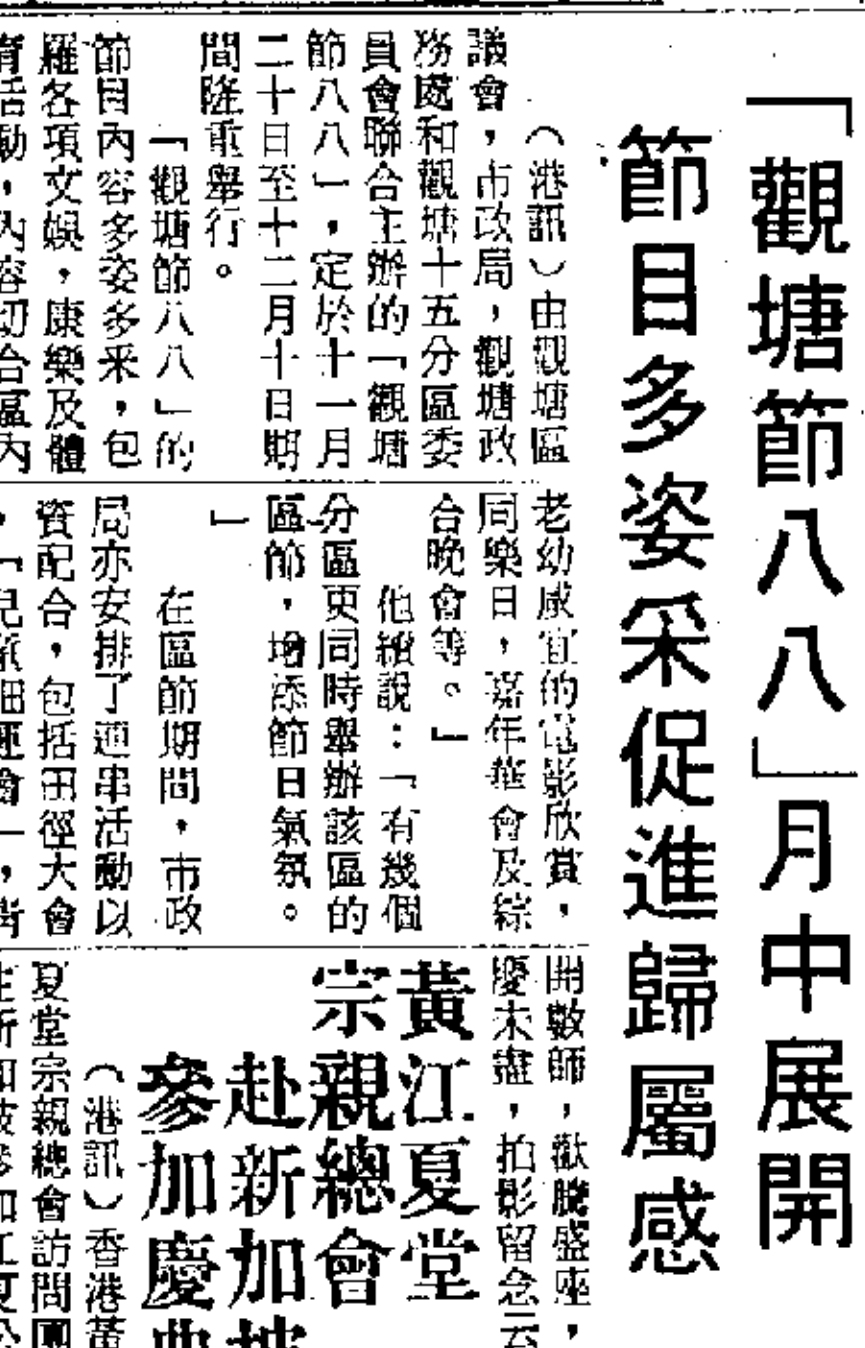 「觀塘節八八」月中展開
節目多姿采促進歸屬感
（港訊）由觀塘區
議會，市政局，觀塘政
務處和觀塘十五分區委
員會聯合主辦的「觀塘
節八八」，定於十一月
二十日至十二月十日期
間隆重舉行。
「觀塘節八八」的
節目內容多姿多采，包
羅各項文娛，康樂及體
育活動，內容切合區內
老幼咸宜的電影欣賞，
同樂日，嘉年華會及綜
合晚會等。」
他續說：「有幾個
分區更同時舉辦該區的
區節，增添節日氣氛。
」
在區節期間，市政
局亦安排了連串活動以
資配合，包括田徑大會
，「兒童細運會」，
開數師，歡騰盛座，
慶未盡，拍影留念云
黃江夏堂
宗親總會
赴新加坡
參加慶典
（港訊）香港黃
夏堂宗親總會訪問團